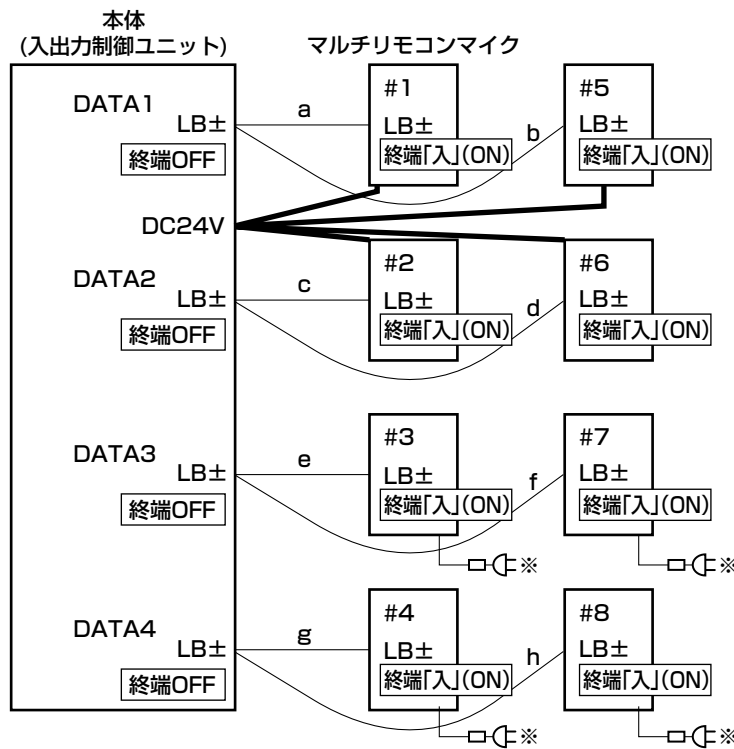 本体
(入出力制御ユニット)
マルチリモコンマイク
DATA1
LB±
終端OFF
a
#1
LB±
終端「入」(ON)
b
#5
LB±
終端「入」(ON)
DC24V
DATA2
LB±
終端OFF
c
#2
LB±
終端「入」(ON)
d
#6
LB±
終端「入」(ON)
DATA3
LB±
終端OFF
e
#3
LB±
終端「入」(ON)
※
f
#7
LB±
終端「入」(ON)
※
DATA4
LB±
終端OFF
g
#4
LB±
終端「入」(ON)
※
h
#8
LB±
終端「入」(ON)
※